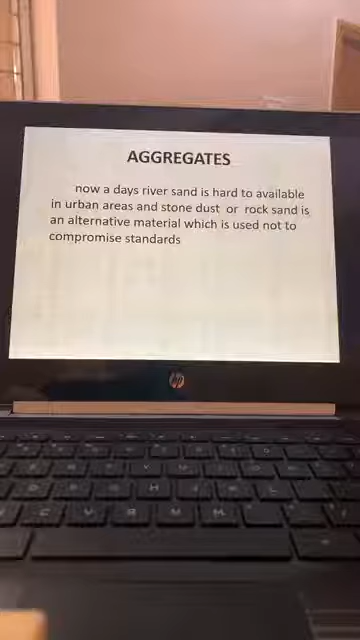 AGGREGATES
now a days river sand is hard to available
in urban areas and stone dust or rock sand is
an alternative material which is used not to
compromise standards
hp